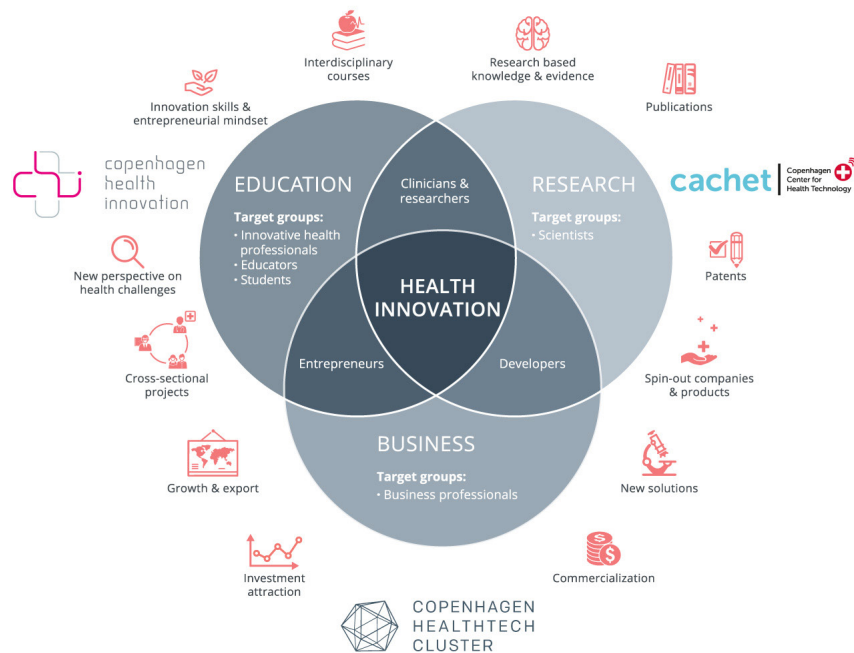 Interdisciplinary
courses
Research based
knowledge & evidence
Innovation skills &
entrepreneurial mindset
Publications
copenhagen
health
innovation
EDUCATION
Target groups:
• Innovative health
professionals
• Educators
• Students
Clinicians &
researchers
RESEARCH
Target groups:
• Scientists
cachet
Copenhagen
Center for
Health Technology
New perspective on
health challenges
HEALTH
INNOVATION
Patents
Cross-sectional
projects
Entrepreneurs
Developers
Spin-out companies
& products
BUSINESS
Target groups:
• Business professionals
Growth & export
New solutions
Investment
attraction
$
$
Commercialization
COPENHAGEN
HEALTHTECH
CLUSTER